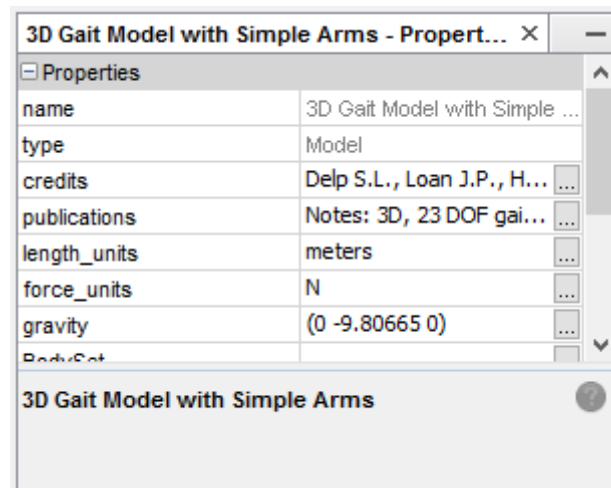 3D Gait Model with Simple Arms - Propert... ×
Properties
name 3D Gait Model with Simple ...
type Model
credits Delp S.L., Loan J.P., H... ...
publications Notes: 3D, 23 DOF gai... ...
length_units meters ...
force_units N ...
gravity (0 -9.80665 0) ...
BodySet ...
3D Gait Model with Simple Arms ?